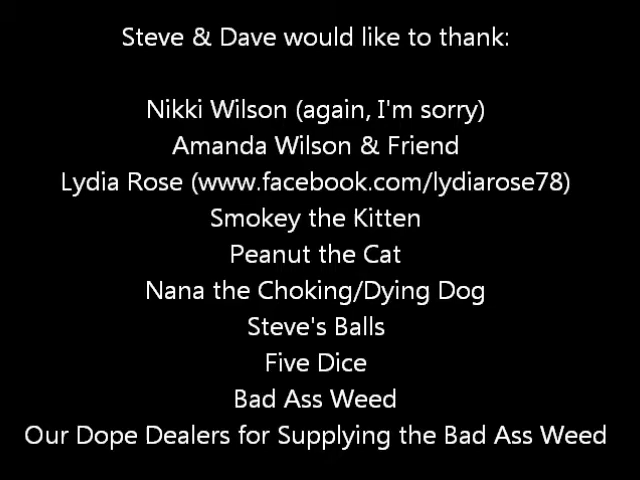 Steve & Dave would like to thank:
Nikki Wilson (again, I'm sorry)
Amanda Wilson & Friend
Lydia Rose (www.facebook.com/lydiarose78)
Smokey the Kitten
Peanut the Cat
Nana the Choking/Dying Dog
Steve's Balls
Five Dice
Bad Ass Weed
Our Dope Dealers for Supplying the Bad Ass Weed